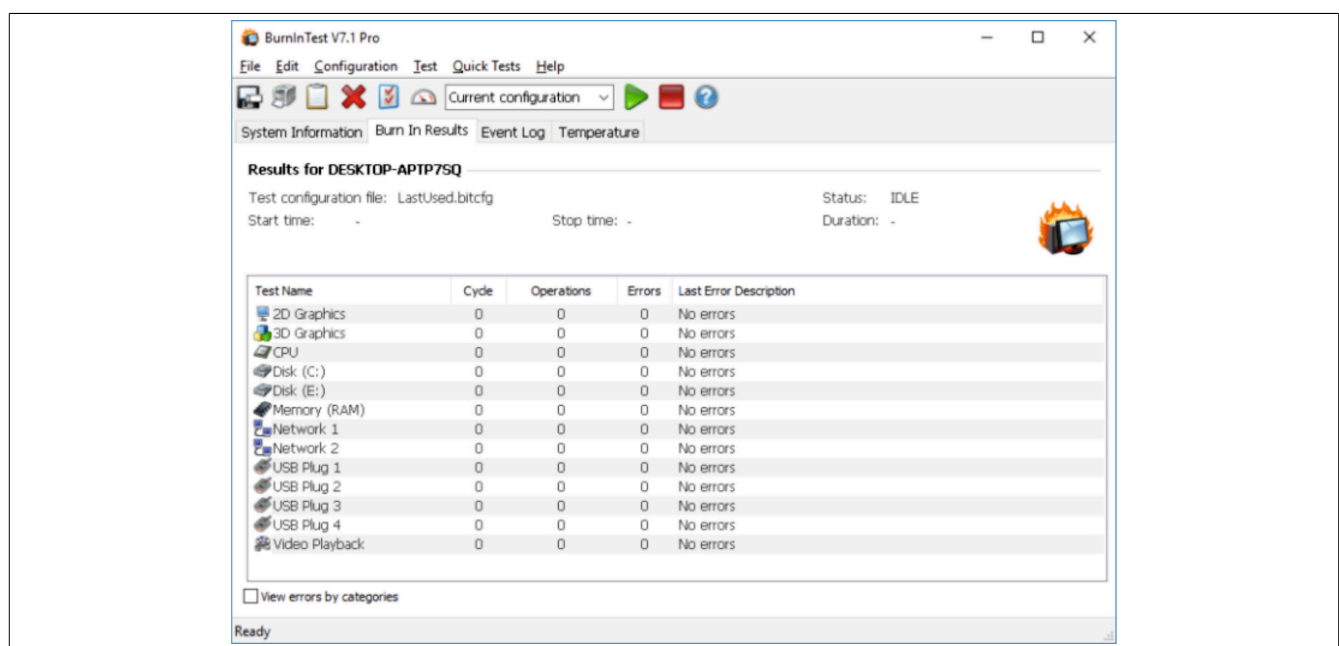 BurnInTest V7.1 Pro
File Edit Configuration Test Quick Tests Help
Current configuration
System Information Burn In Results Event Log Temperature
Results for DESKTOP-APTP7SQ
Test configuration file: LastUsed.bitcfg Status: IDLE
Start time: - Stop time: - Duration: -
Test Name Cycle Operations Errors Last Error Description
2D Graphics 0 0 0 No errors
3D Graphics 0 0 0 No errors
CPU 0 0 0 No errors
Disk (C:) 0 0 0 No errors
Disk (E:) 0 0 0 No errors
Memory (RAM) 0 0 0 No errors
Network 1 0 0 0 No errors
Network 2 0 0 0 No errors
USB Plug 1 0 0 0 No errors
USB Plug 2 0 0 0 No errors
USB Plug 3 0 0 0 No errors
USB Plug 4 0 0 0 No errors
Video Playback 0 0 0 No errors
View errors by categories
Ready